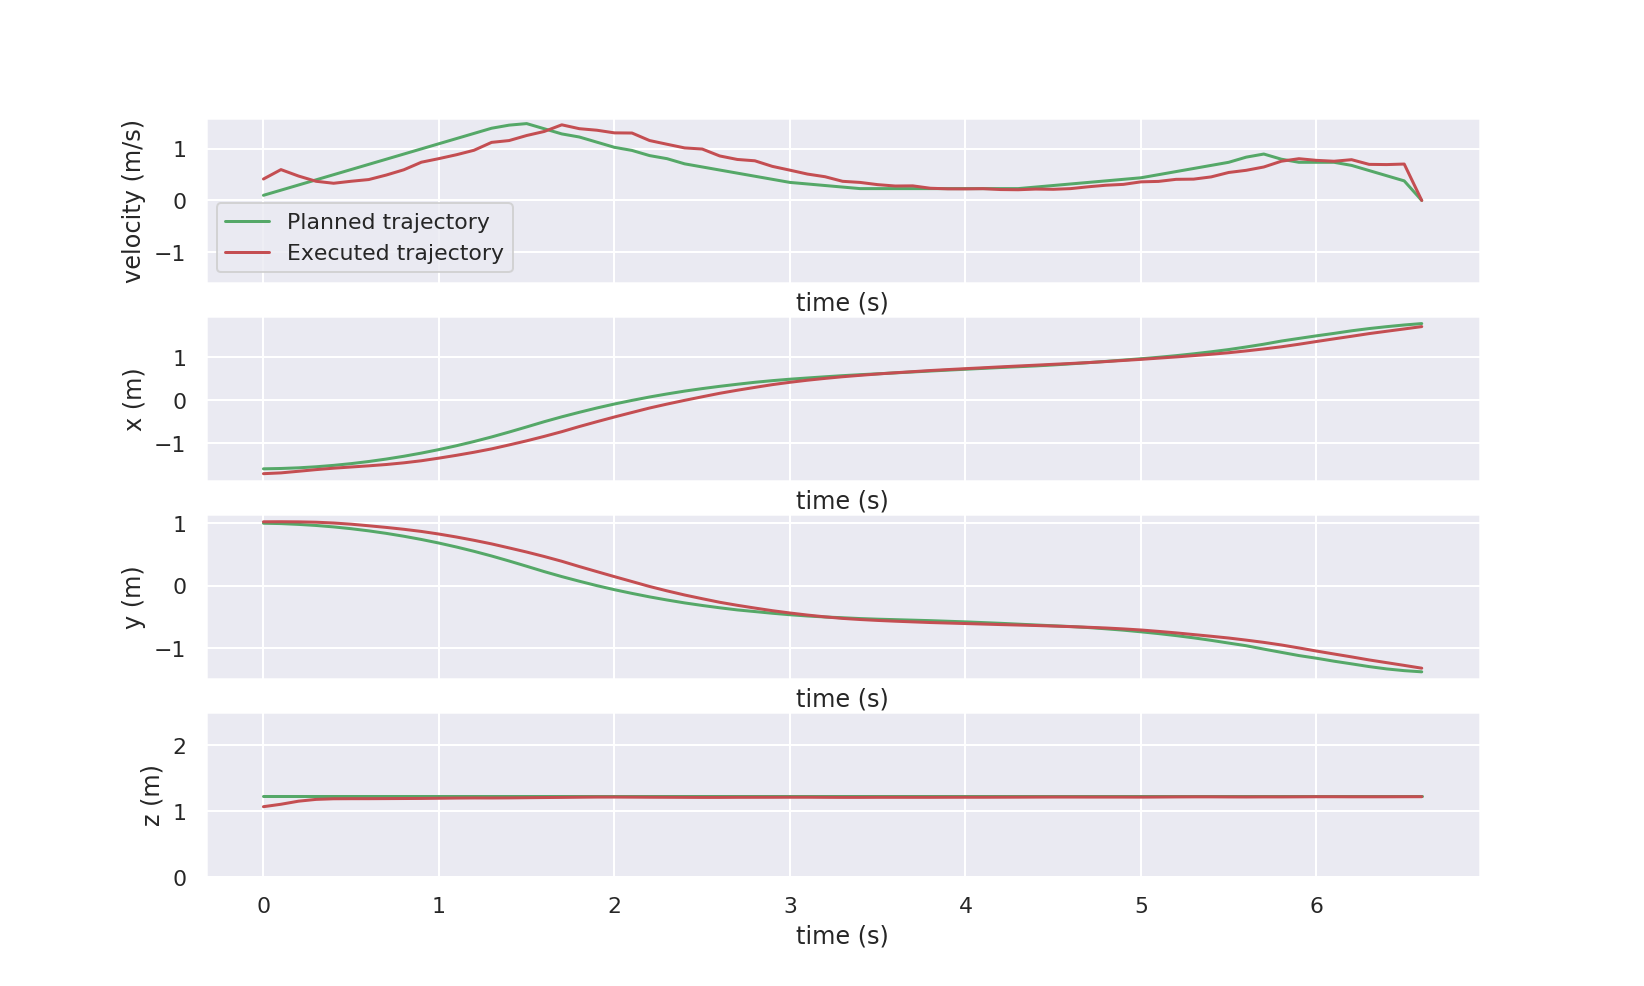 velocity (m/s)
1
0
−1
Planned trajectory
Executed trajectory
time (s)
x (m)
1
0
−1
time (s)
y (m)
1
0
−1
time (s)
z (m)
2
1
0
0 1 2 3 4 5 6
time (s)